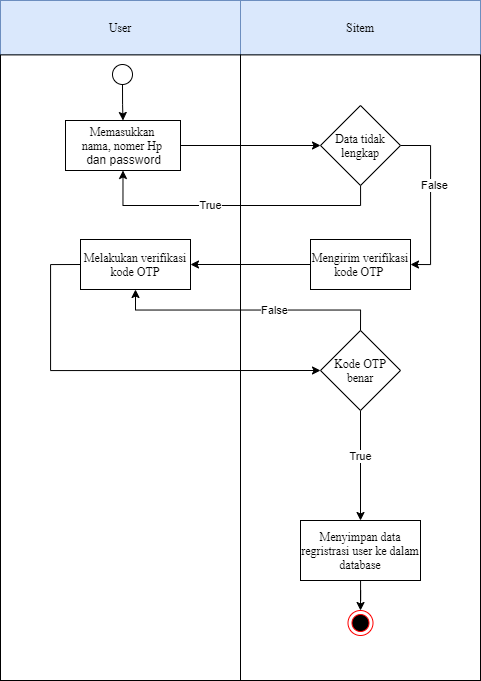 User
Sitem
Memasukkan
nama, nomer Hp
dan password
Data tidak
lengkap
False
True
Melakukan verifikasi
kode OTP
Mengirim verifikasi
kode OTP
False
Kode OTP
benar
True
Menyimpan data
regristrasi user ke dalam
database